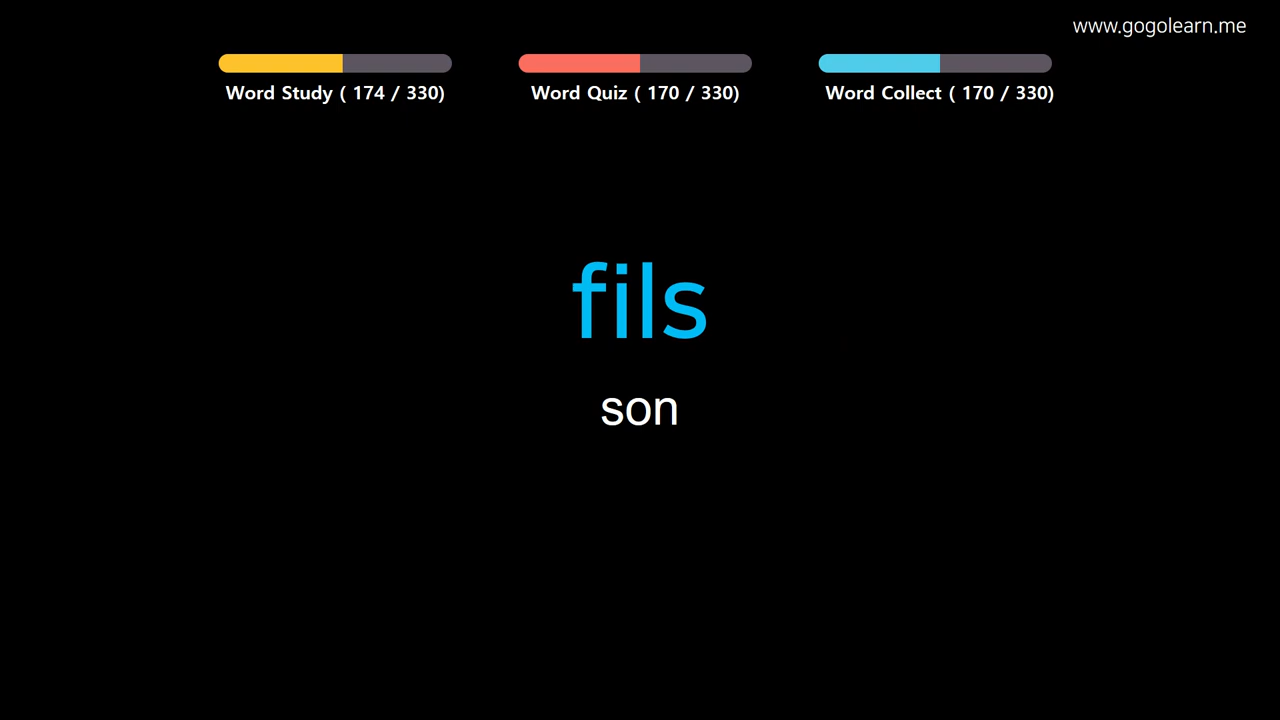 www.gogolearn.me
Word Study ( 174 / 330)
Word Quiz ( 170 / 330)
Word Collect ( 170 / 330)
fils
son